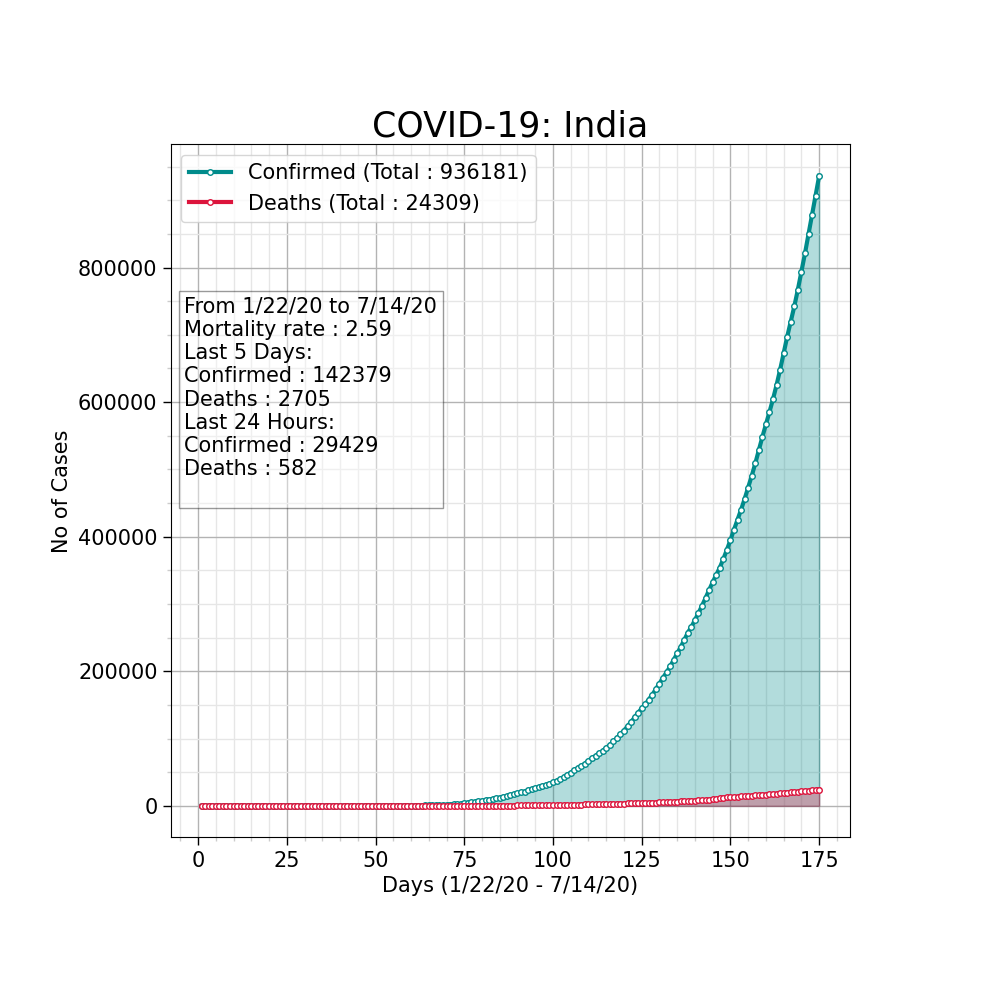 COVID-19: India
Confirmed (Total : 936181)
Deaths (Total : 24309)
800000
From 1/22/20 to 7/14/20
Mortality rate : 2.59
Last 5 Days:
Confirmed : 142379
Deaths : 2705
Last 24 Hours:
Confirmed : 29429
Deaths : 582
600000
400000
200000
0
No of Cases
0 25 50 75 100 125 150 175
Days (1/22/20 - 7/14/20)